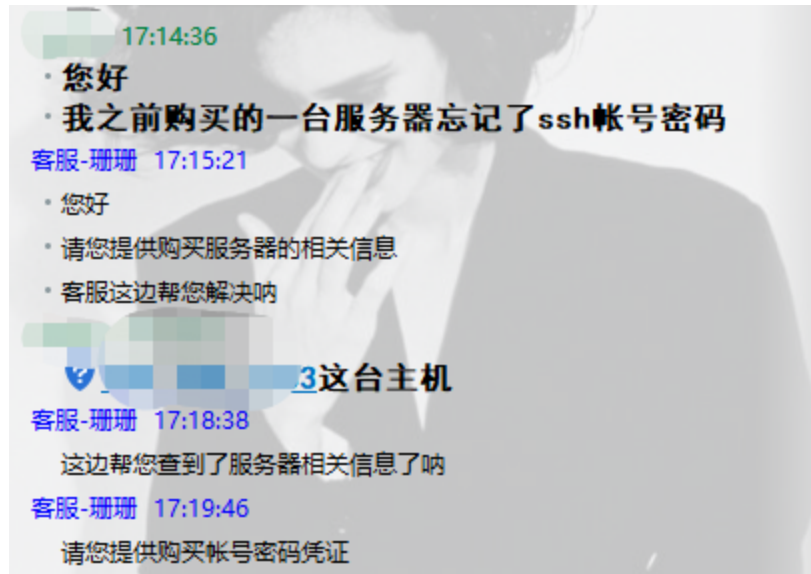 17:14:36
您好
我之前购买的一台服务器忘记了ssh帐号密码
客服-珊珊 17:15:21
您好
请您提供购买服务器的相关信息
客服这边帮您解决呐
3这台主机
客服-珊珊 17:18:38
这边帮您查到了服务器相关信息了呐
客服-珊珊 17:19:46
请您提供购买帐号密码凭证